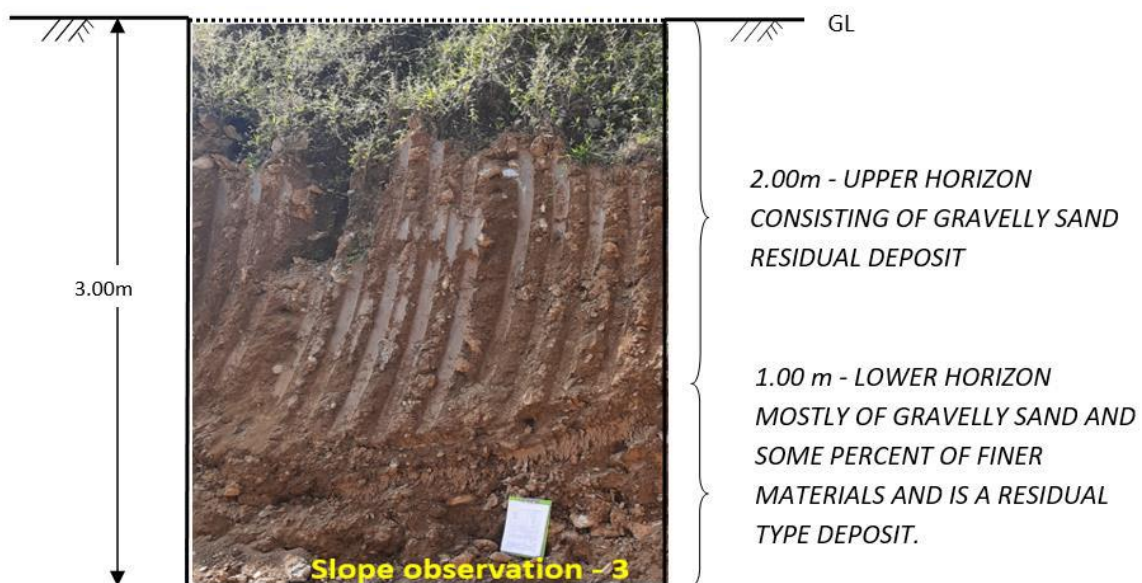 GL
3.00m
2.00m - UPPER HORIZON
CONSISTING OF GRAVELLY SAND
RESIDUAL DEPOSIT
1.00 m - LOWER HORIZON
MOSTLY OF GRAVELLY SAND AND
SOME PERCENT OF FINER
MATERIALS AND IS A RESIDUAL
TYPE DEPOSIT.
Slope observation - 3